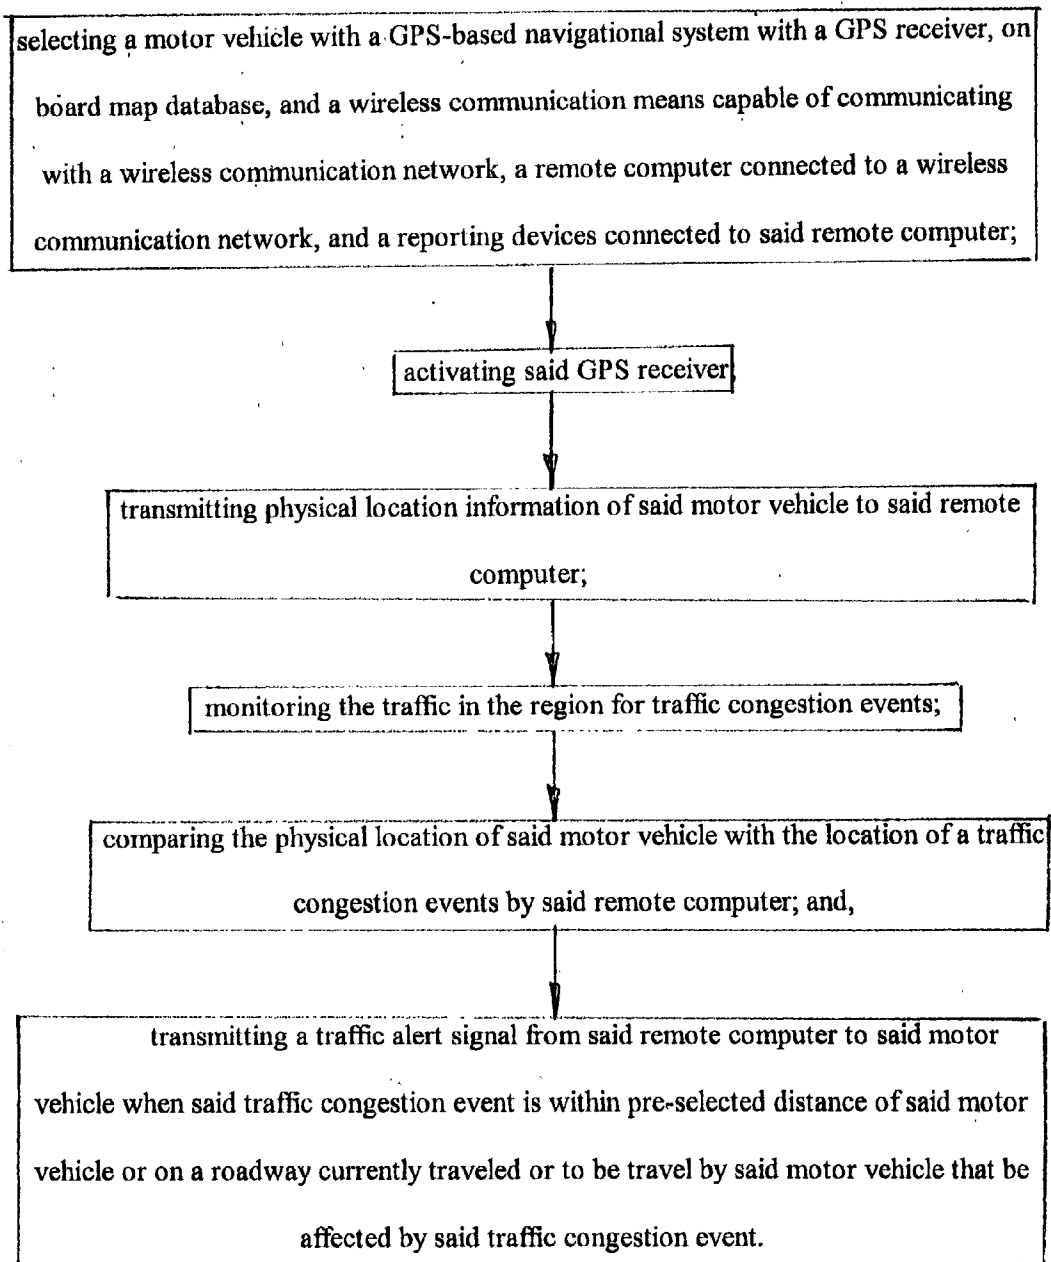 selecting a motor vehicle with a GPS-based navigational system with a GPS receiver, on
board map database, and a wireless communication means capable of communicating
with a wireless communication network, a remote computer connected to a wireless
communication network, and a reporting devices connected to said remote computer;
activating said GPS receiver
transmitting physical location information of said motor vehicle to said remote
computer;
monitoring the traffic in the region for traffic congestion events;
comparing the physical location of said motor vehicle with the location of a traffic
congestion events by said remote computer; and,
transmitting a traffic alert signal from said remote computer to said motor
vehicle when said traffic congestion event is within pre-selected distance of said motor
vehicle or on a roadway currently traveled or to be travel by said motor vehicle that be
affected by said traffic congestion event.